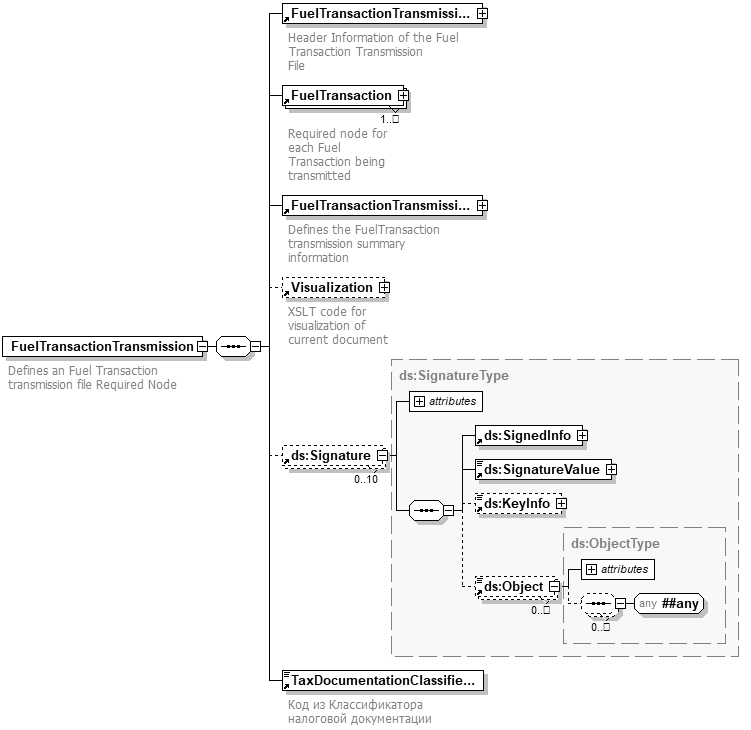 FuelTransactionTransmissi...
Header Information of the Fuel
Transaction Transmission
File
FuelTransaction
1..□
Required node for
each Fuel
Transaction being
transmitted
FuelTransactionTransmissi...
Defines the FuelTransaction
transmission summary
information
Visualization
XSLT code for
visualization of
current document
FuelTransactionTransmission
Defines an Fuel Transaction
transmission file Required Node
ds:Signature
0..10
ds:SignatureType
attributes
ds:SignedInfo
ds:SignatureValue
ds:KeyInfo
ds:Object
0..□
ds:ObjectType
attributes
any ##any
0..□
TaxDocumentationClassifie...
Код из Классификатора
налоговой документации